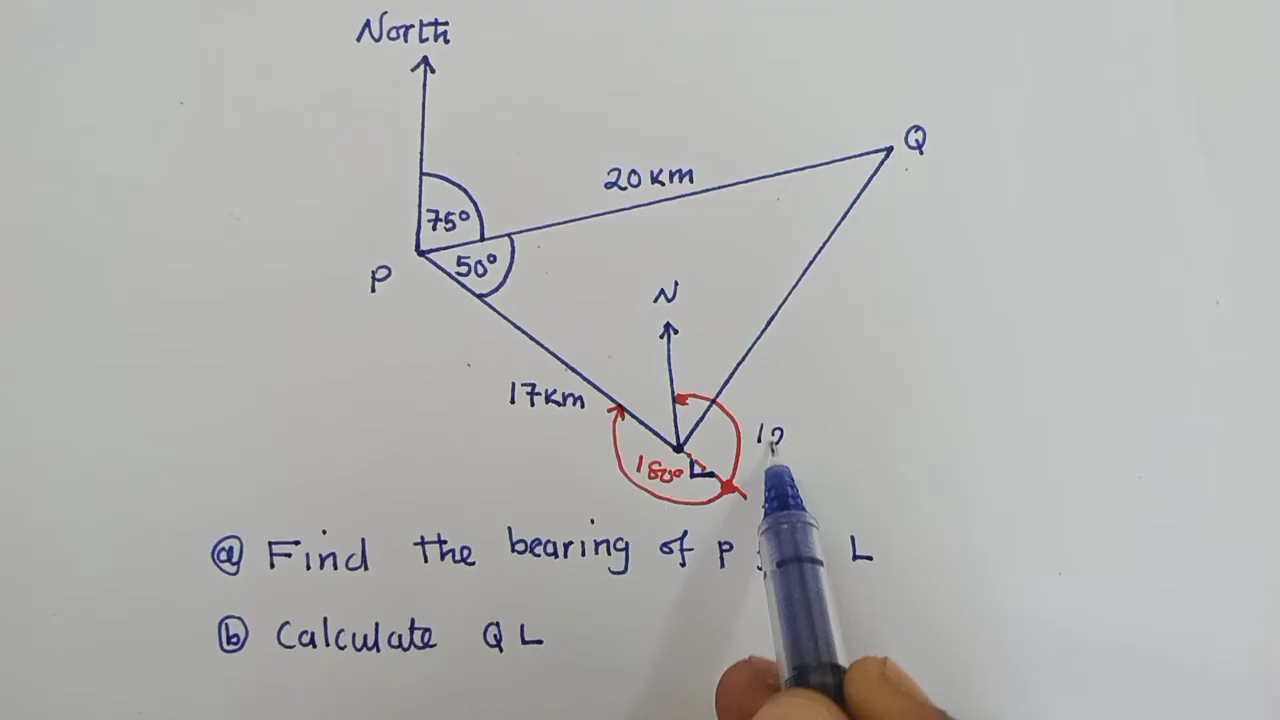 North
Q
20 km
75°
P
50°
N
17 km
180°
L
ⓐ Find the bearing of P L
ⓑ Calculate QL